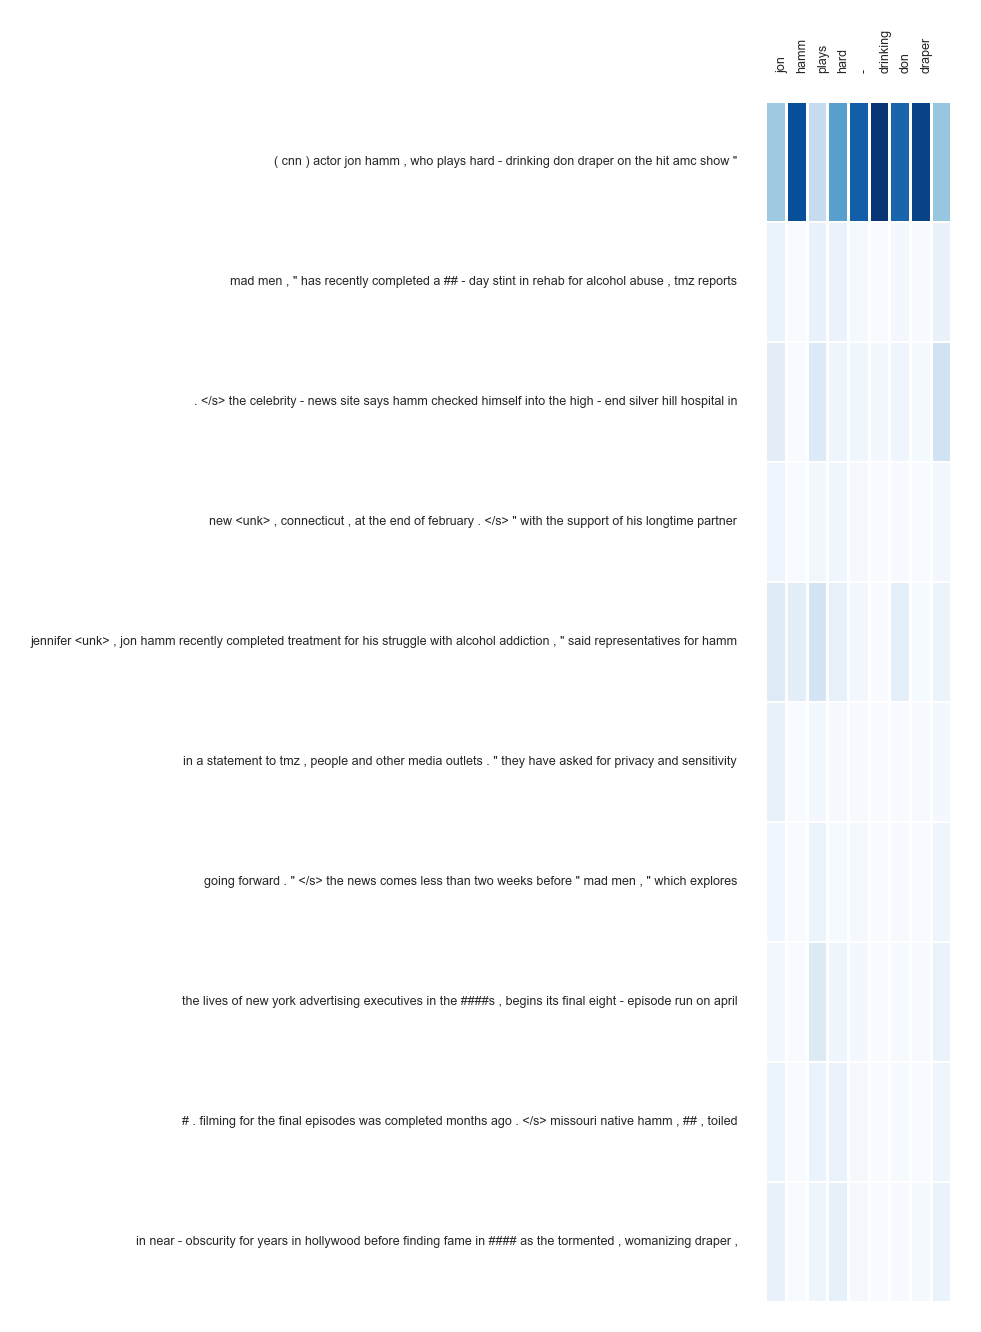 jon
hamm
plays
hard
-
drinking
don
draper
( cnn ) actor jon hamm , who plays hard - drinking don draper on the hit amc show "
mad men , " has recently completed a ## - day stint in rehab for alcohol abuse , tmz reports
. </s> the celebrity - news site says hamm checked himself into the high - end silver hill hospital in
new <unk> , connecticut , at the end of february . </s> " with the support of his longtime partner
jennifer <unk> , jon hamm recently completed treatment for his struggle with alcohol addiction , " said representatives for hamm
in a statement to tmz , people and other media outlets . " they have asked for privacy and sensitivity
going forward . " </s> the news comes less than two weeks before " mad men , " which explores
the lives of new york advertising executives in the ####s , begins its final eight - episode run on april
# . filming for the final episodes was completed months ago . </s> missouri native hamm , ## , toiled
in near - obscurity for years in hollywood before finding fame in #### as the tormented , womanizing draper ,